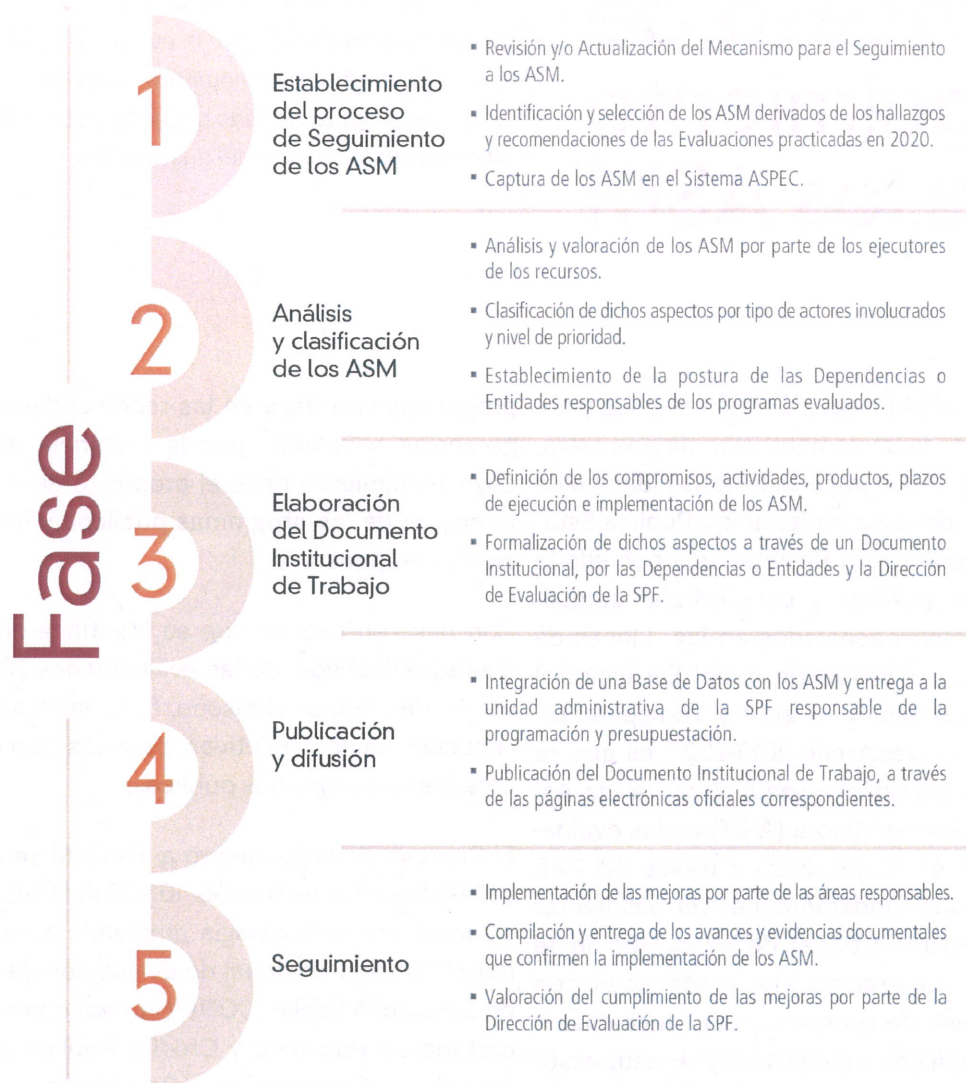 Fase
1
Establecimiento
del proceso
de Seguimiento
de los ASM
▪ Revisión y/o Actualización del Mecanismo para el Seguimiento
a los ASM.
▪ Identificación y selección de los ASM derivados de los hallazgos
y recomendaciones de las Evaluaciones practicadas en 2020.
▪ Captura de los ASM en el Sistema ASPEC.
2
Análisis
y clasificación
de los ASM
▪ Análisis y valoración de los ASM por parte de los ejecutores
de los recursos.
▪ Clasificación de dichos aspectos por tipo de actores involucrados
y nivel de prioridad.
▪ Establecimiento de la postura de las Dependencias o
Entidades responsables de los programas evaluados.
3
Elaboración
del Documento
Institucional
de Trabajo
▪ Definición de los compromisos, actividades, productos, plazos
de ejecución e implementación de los ASM.
▪ Formalización de dichos aspectos a través de un Documento
Institucional, por las Dependencias o Entidades y la Dirección
de Evaluación de la SPF.
4
Publicación
y difusión
▪ Integración de una Base de Datos con los ASM y entrega a la
unidad administrativa de la SPF responsable de la
programación y presupuestación.
▪ Publicación del Documento Institucional de Trabajo, a través
de las páginas electrónicas oficiales correspondientes.
5
Seguimiento
▪ Implementación de las mejoras por parte de las áreas responsables.
▪ Compilación y entrega de los avances y evidencias documentales
que confirmen la implementación de los ASM.
▪ Valoración del cumplimiento de las mejoras por parte de la
Dirección de Evaluación de la SPF.